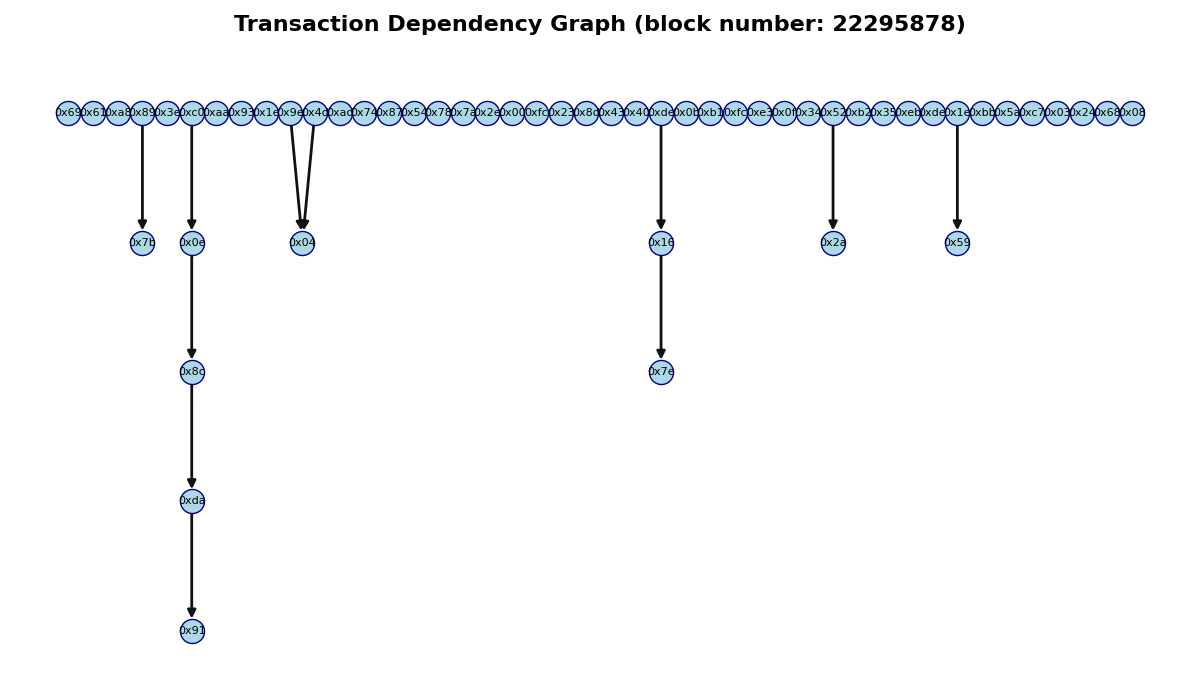 Transaction Dependency Graph (block number: 22295878)
0x69 0x61 0xa8 0x89 0x3e 0xc0 0xaa 0x93 0x1e 0x9e 0x74 0x87 0x54 0x78 0x7a 0x2e 0x00 0xfc 0x23 0x8d 0x43 0x40 0xde 0x0b 0xb1 0xfc 0xe3 0x0f 0x34 0x52 0xb2 0x35 0xeb 0xde 0x1e 0xbb 0x5a 0xc7 0x03 0x24 0x68 0x08
0x7b 0x0e 0x04 0x16 0x2a 0x59
0x8c 0x7e
0xda
0x91